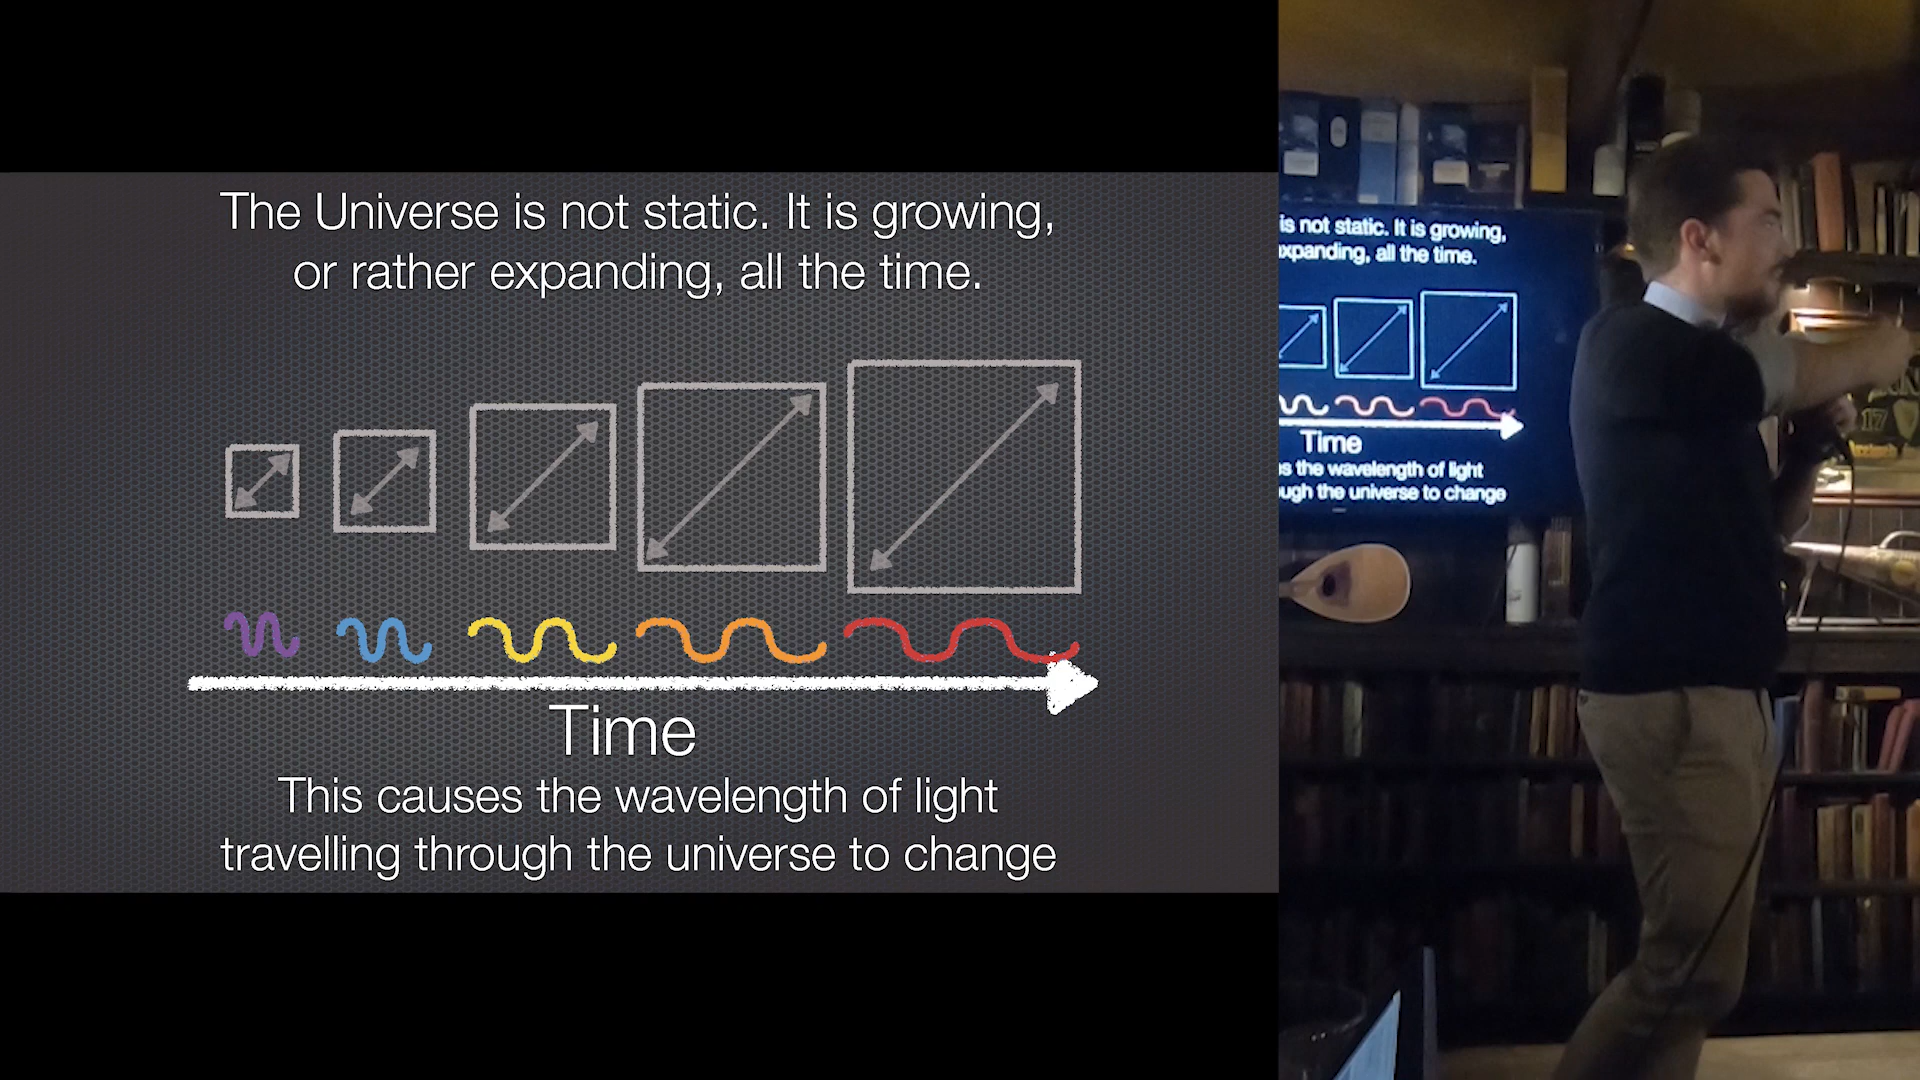 The Universe is not static. It is growing,
or rather expanding, all the time.
Time
This causes the wavelength of light
travelling through the universe to change
is not static. It is growing,
expanding, all the time.
Time
the wavelength of light
the universe to change
17